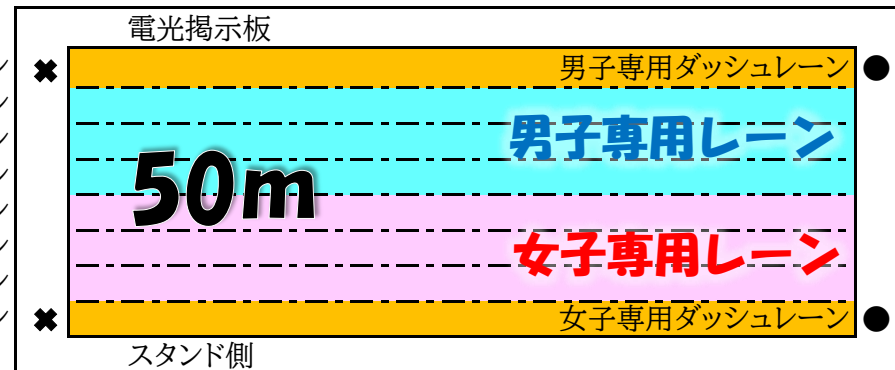 電光掲示板
男子専用ダッシュレーン
男子専用レーン
50m
女子専用レーン
女子専用ダッシュレーン
スタンド側